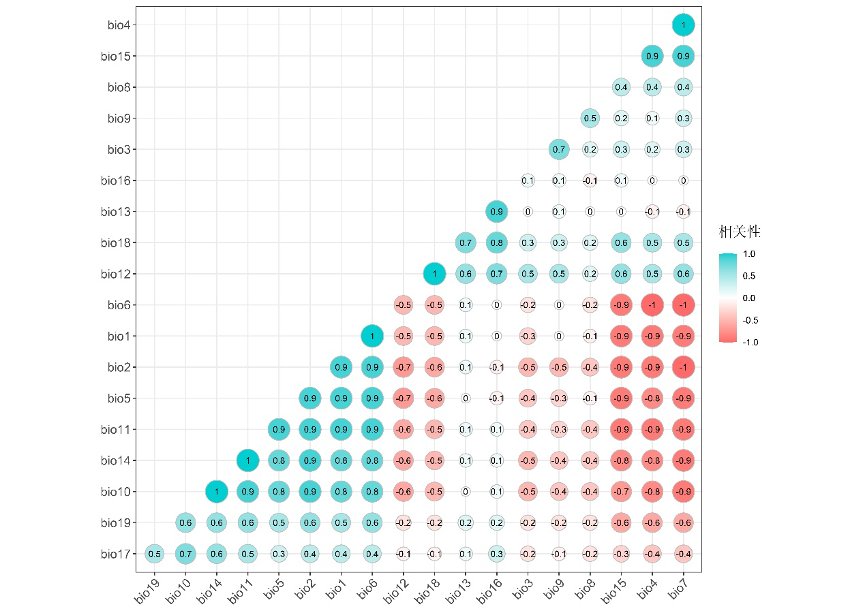 bio4 1
bio15 0.9 0.9
bio8 0.4 0.4 0.4
bio9 0.5 0.2 0.1 0.3
bio3 0.7 0.2 0.3 0.2 0.3
bio16 0.1 0.1 -0.1 0.1 0 0
bio13 0.9 0 0.1 0 0 -0.1 -0.1
bio18 0.7 0.8 0.3 0.3 0.2 0.6 0.5 0.5
bio12 1 0.6 0.7 0.5 0.5 0.2 0.6 0.5 0.6
bio6 -0.5 -0.5 0.1 0 -0.2 0 -0.2 -0.9 -1 -1
bio1 1 -0.5 -0.5 0.1 0 -0.3 0 -0.1 -0.9 -0.9 -0.9
bio2 0.9 0.9 -0.7 -0.6 0.1 -0.1 -0.5 -0.5 -0.4 -0.9 -0.9 -1
bio5 0.9 0.9 0.9 -0.7 -0.6 0 -0.1 -0.4 -0.3 -0.1 -0.9 -0.8 -0.9
bio11 0.9 0.9 0.9 0.9 -0.6 -0.5 0.1 0.1 -0.4 -0.3 -0.4 -0.9 -0.9 -0.9
bio14 1 0.8 0.9 0.8 0.8 -0.6 -0.5 0.1 0.1 -0.5 -0.4 -0.4 -0.8 -0.8 -0.9
bio10 1 0.9 0.8 0.9 0.8 0.8 -0.6 -0.5 0 0.1 -0.5 -0.4 -0.4 -0.7 -0.8 -0.9
bio19 0.6 0.6 0.6 0.5 0.6 0.5 0.6 -0.2 -0.2 0.2 0.2 -0.2 -0.2 -0.2 -0.6 -0.6 -0.6
bio17 0.5 0.7 0.6 0.5 0.3 0.4 0.4 0.4 -0.1 -0.1 0.1 0.3 -0.2 -0.1 -0.2 -0.3 -0.4 -0.4
bio19 bio10 bio14 bio11 bio5 bio2 bio1 bio6 bio12 bio18 bio13 bio16 bio3 bio9 bio8 bio15 bio4 bio7
相关性
1.0
0.5
0.0
-0.5
-1.0